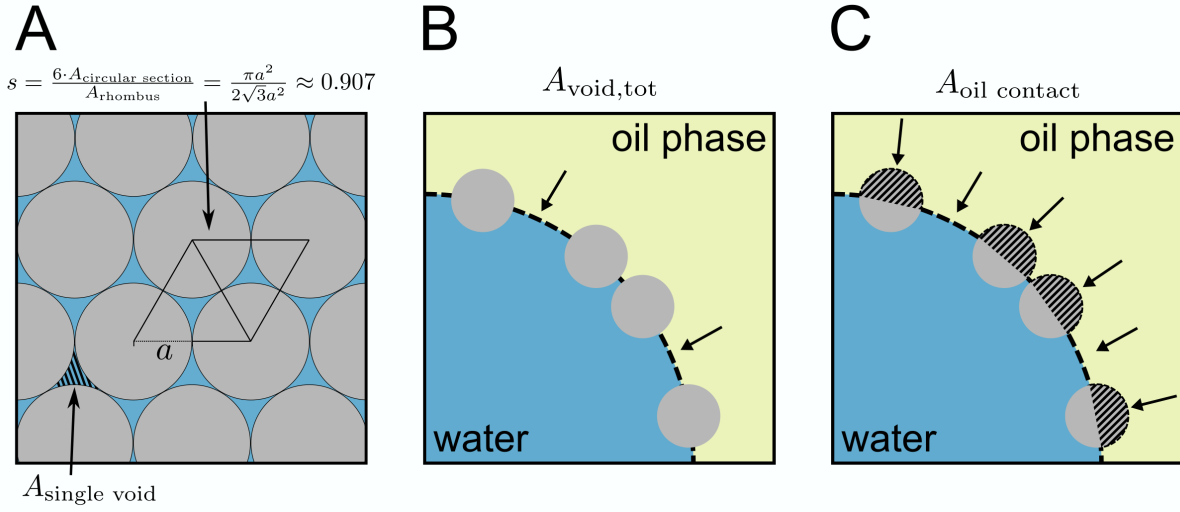 A
s = 6·A_circular section / A_rhombus = πa² / 2√3a² ≈ 0.907
a
A_single void
B
A_void,tot
oil phase
water
C
A_oil contact
oil phase
water